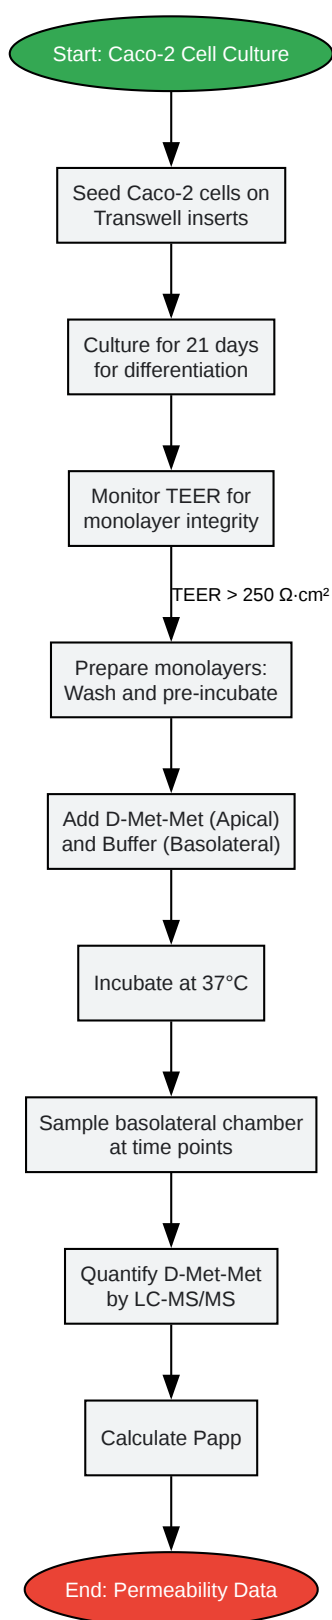 Start: Caco-2 Cell Culture
Seed Caco-2 cells on
Transwell inserts
Culture for 21 days
for differentiation
Monitor TEER for
monolayer integrity
TEER > 250 Ω·cm²
Prepare monolayers:
Wash and pre-incubate
Add D-Met-Met (Apical)
and Buffer (Basolateral)
Incubate at 37°C
Sample basolateral chamber
at time points
Quantify D-Met-Met
by LC-MS/MS
Calculate Papp
End: Permeability Data